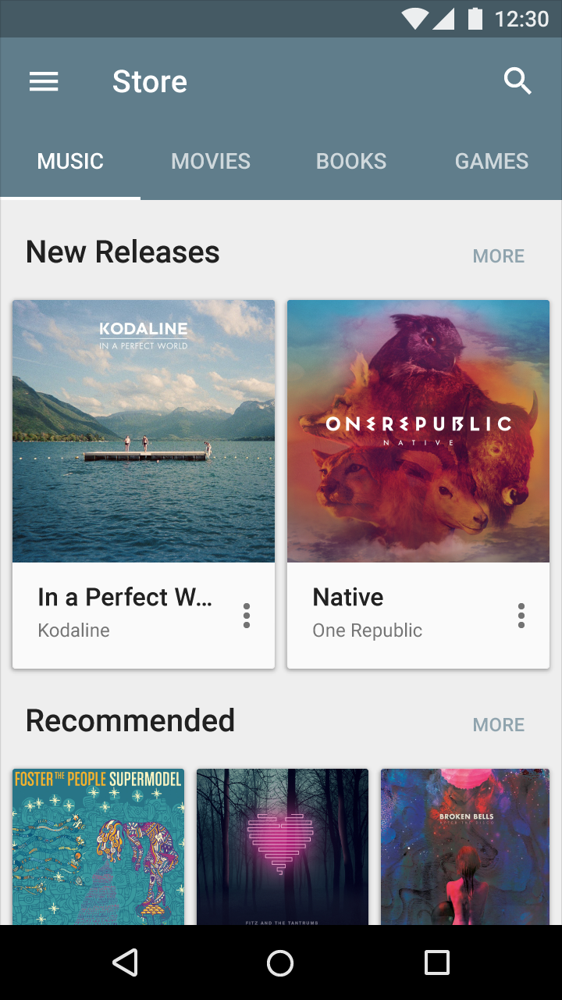 12:30
Store
MUSIC MOVIES BOOKS GAMES
New Releases
MORE
KODALINE
IN A PERFECT WORLD
ONEREPUBLIC
NATIVE
In a Perfect W...
Kodaline
Native
One Republic
Recommended
MORE
FOSTER THE PEOPLE SUPERMODEL
FITZ AND THE TANTRUMS
BROKEN BELLS
AFTER THE DISCO